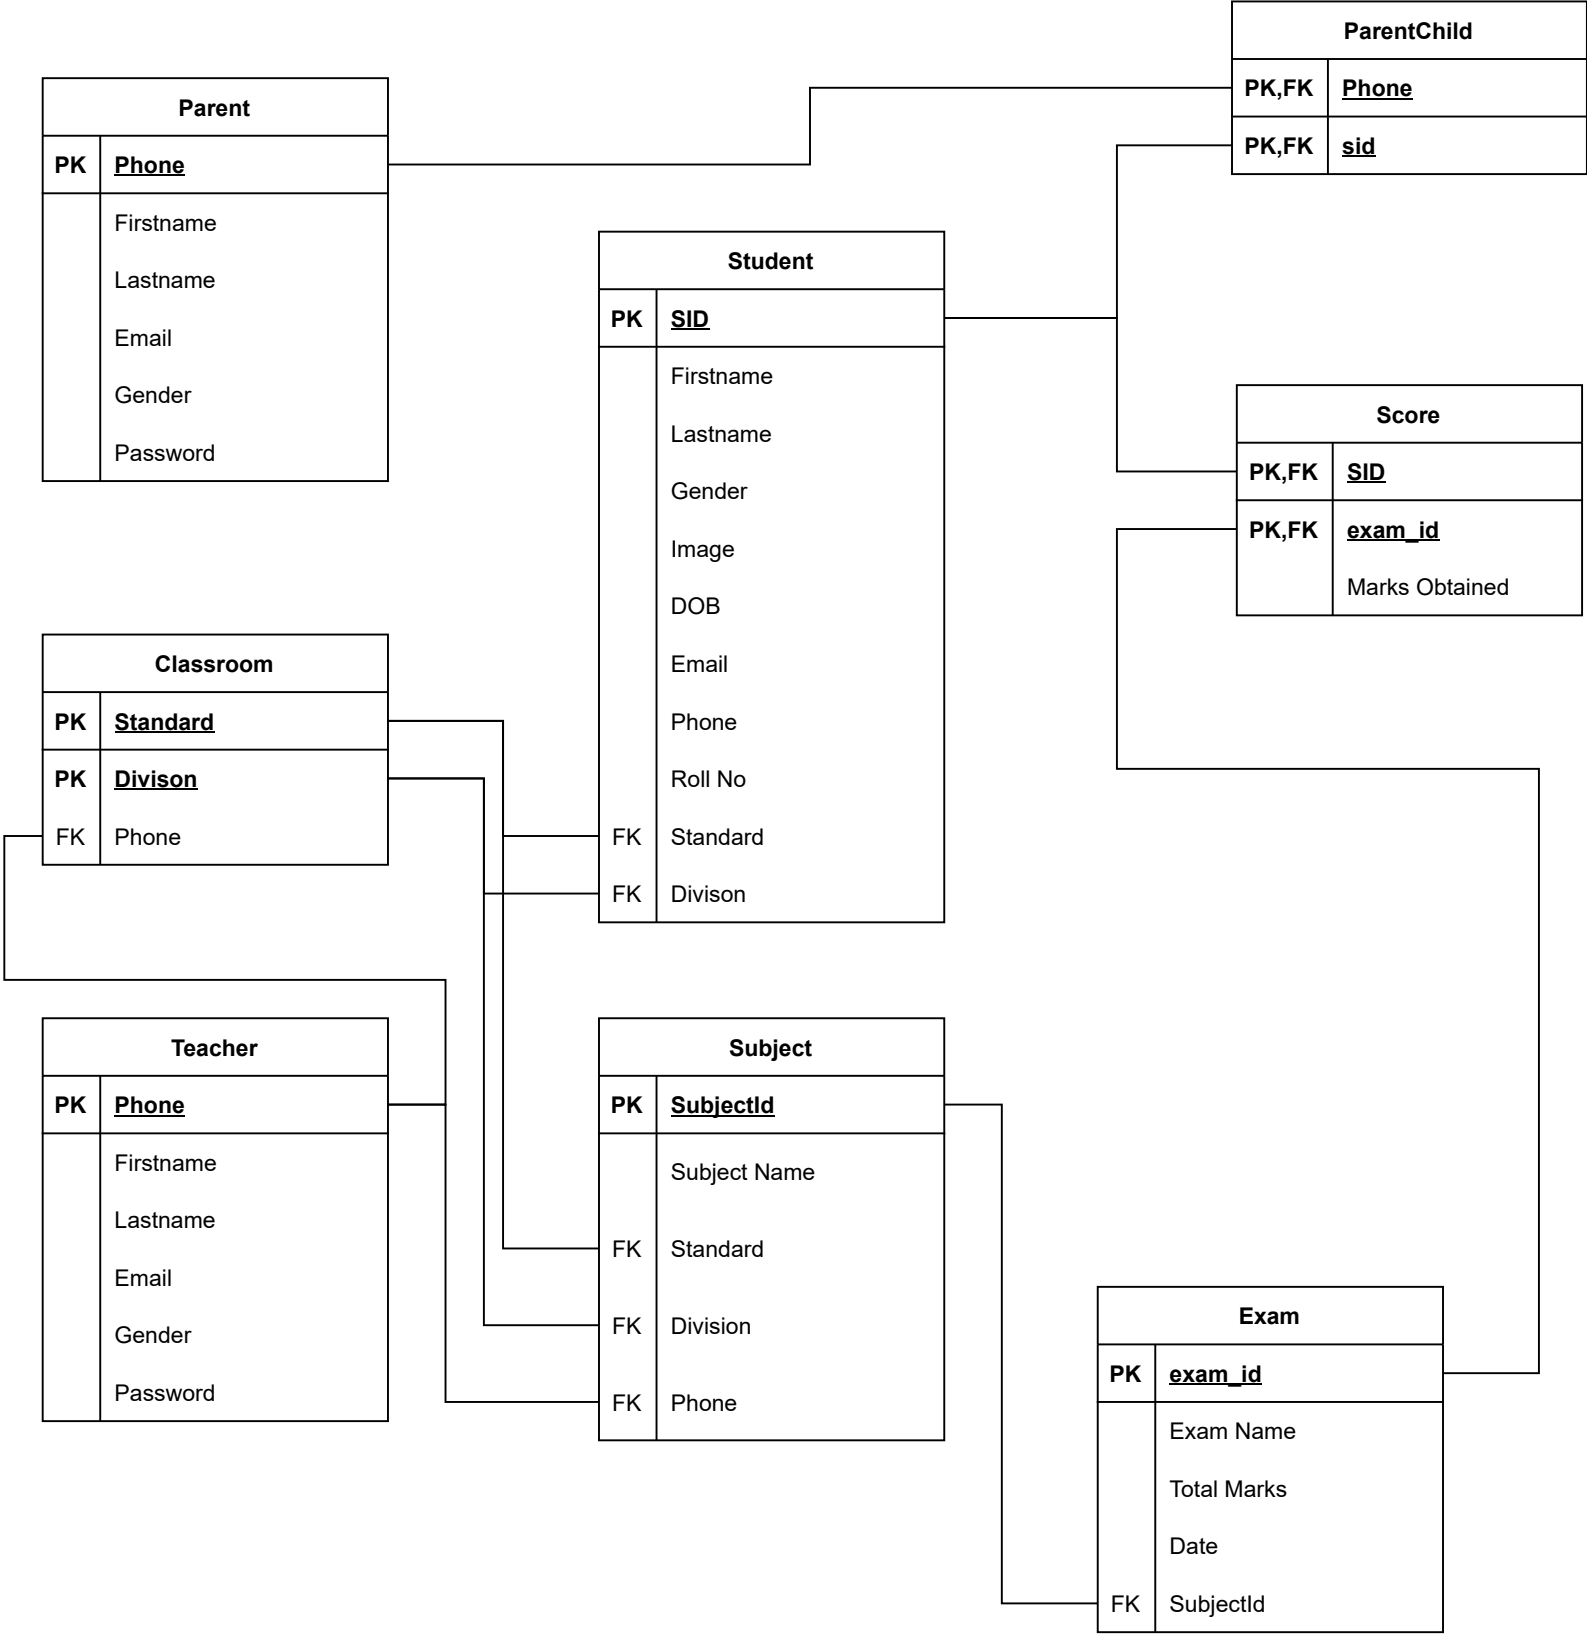 ParentChild
PK,FK Phone
PK,FK sid
Parent
PK Phone
Firstname
Lastname
Email
Gender
Password
Student
PK SID
Firstname
Lastname
Gender
Image
DOB
Email
Phone
Roll No
FK Standard
FK Divison
Score
PK,FK SID
PK,FK exam_id
Marks Obtained
Classroom
PK Standard
PK Divison
FK Phone
Teacher
PK Phone
Firstname
Lastname
Email
Gender
Password
Subject
PK SubjectId
Subject Name
FK Standard
FK Division
FK Phone
Exam
PK exam_id
Exam Name
Total Marks
Date
FK SubjectId